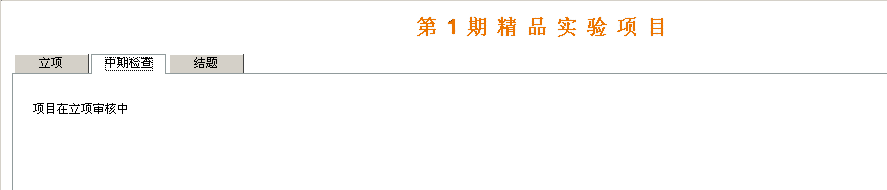 第 1 期 精 品 实 验 项 目
立项 中期检查 结题
项目在立项审核中